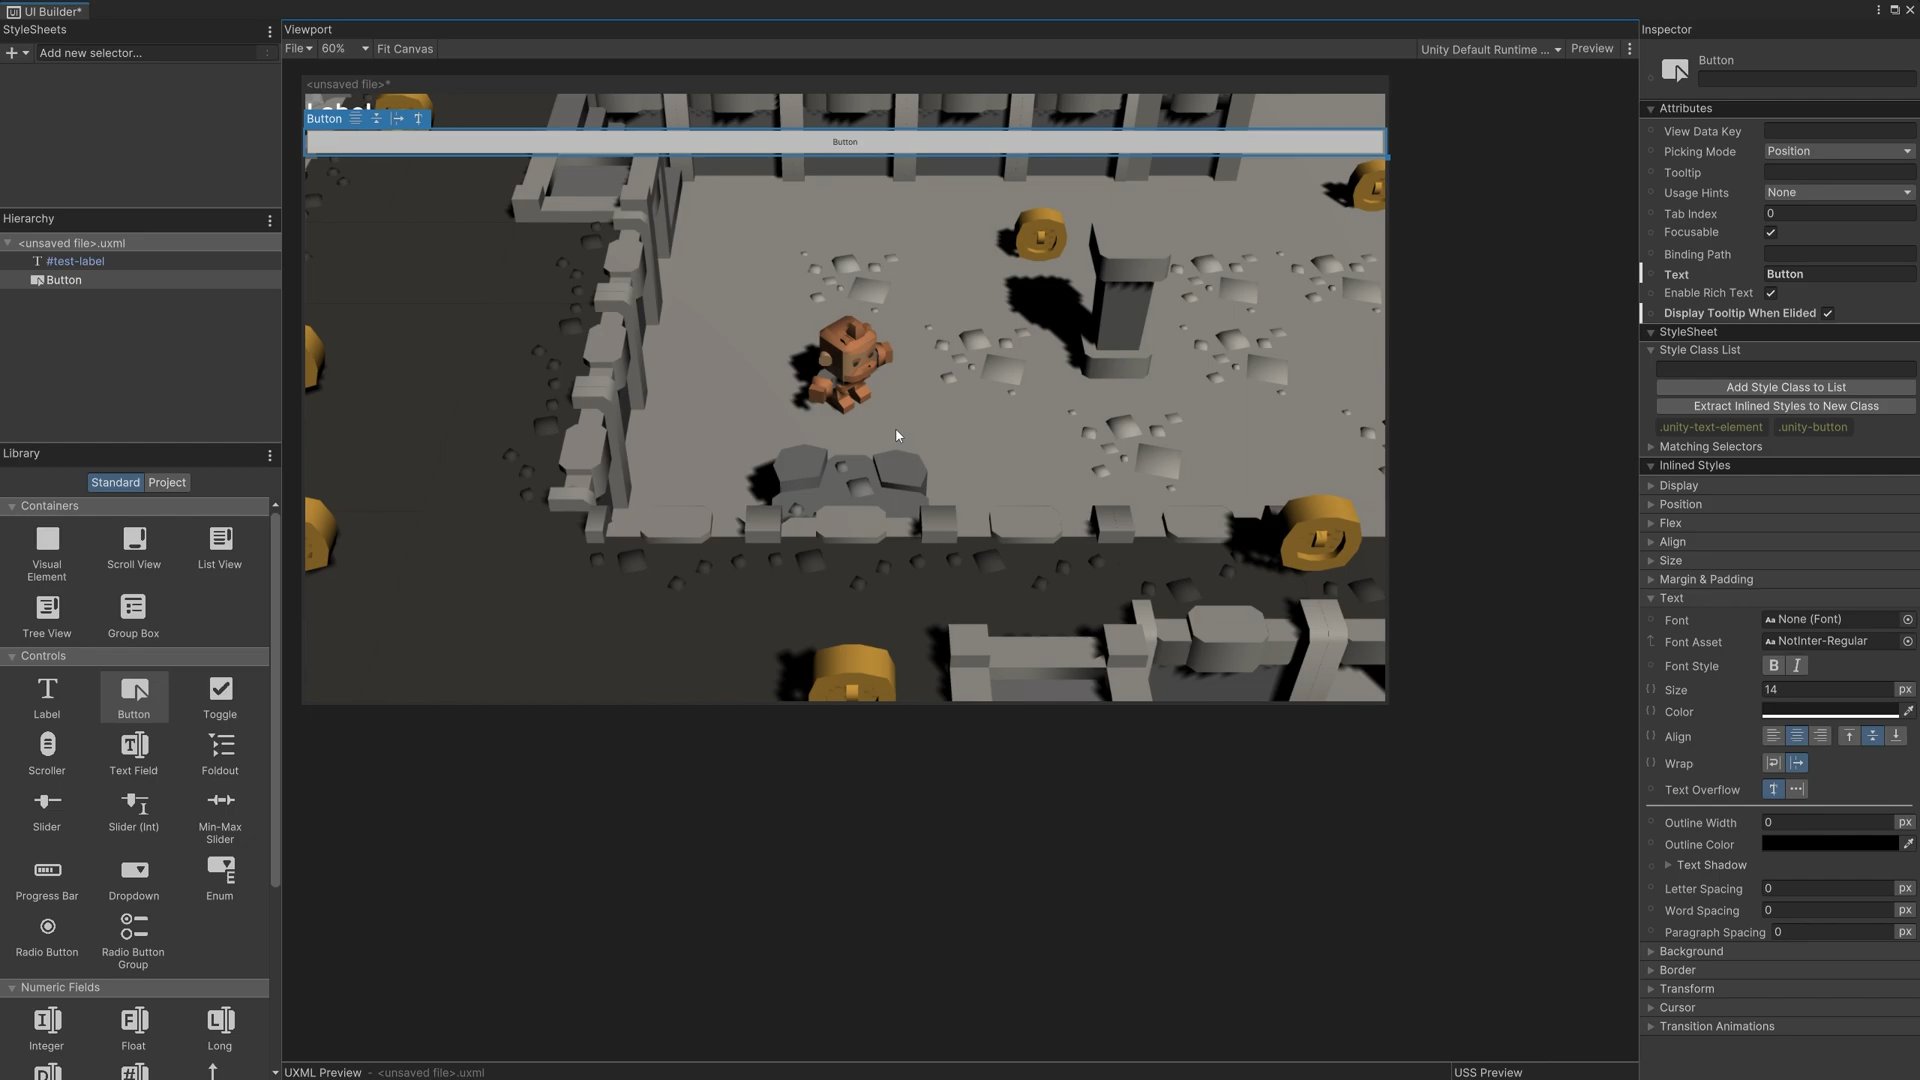 UI Builder*
StyleSheets
Add new selector...
Hierarchy
<unsaved file>.uxml
#test-label
Button
Library
Standard
Project
Containers
Visual Element
Scroll View
List View
Tree View
Group Box
Controls
Label
Button
Toggle
Scroller
Text Field
Foldout
Slider
Slider (Int)
Min-Max Slider
Progress Bar
Dropdown
Enum
Radio Button
Radio Button Group
Numeric Fields
Integer
Float
Long
Viewport
File
60%
Fit Canvas
Unity Default Runtime ...
Preview
<unsaved file>*
Label
Button
Button
UXML Preview - <unsaved file>.uxml
USS Preview
Inspector
Button
Attributes
View Data Key
Picking Mode Position
Tooltip
Usage Hints None
Tab Index 0
Focusable
Binding Path
Text Button
Enable Rich Text
Display Tooltip When Elided
StyleSheet
Style Class List
Add Style Class to List
Extract Inlined Styles to New Class
.unity-text-element .unity-button
Matching Selectors
Inlined Styles
Display
Position
Flex
Align
Size
Margin & Padding
Text
Font Aa None (Font)
Font Asset Aa NotInter-Regular
Font Style B I
Size 14 px
Color
Align
Wrap
Text Overflow
Outline Width 0 px
Outline Color
Text Shadow
Letter Spacing 0 px
Word Spacing 0 px
Paragraph Spacing 0 px
Background
Border
Transform
Cursor
Transition Animations